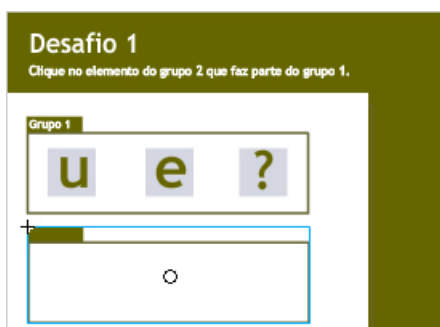 Desafio 1
Clique no elemento do grupo 2 que faz parte do grupo 1.
Grupo 1
u e ?